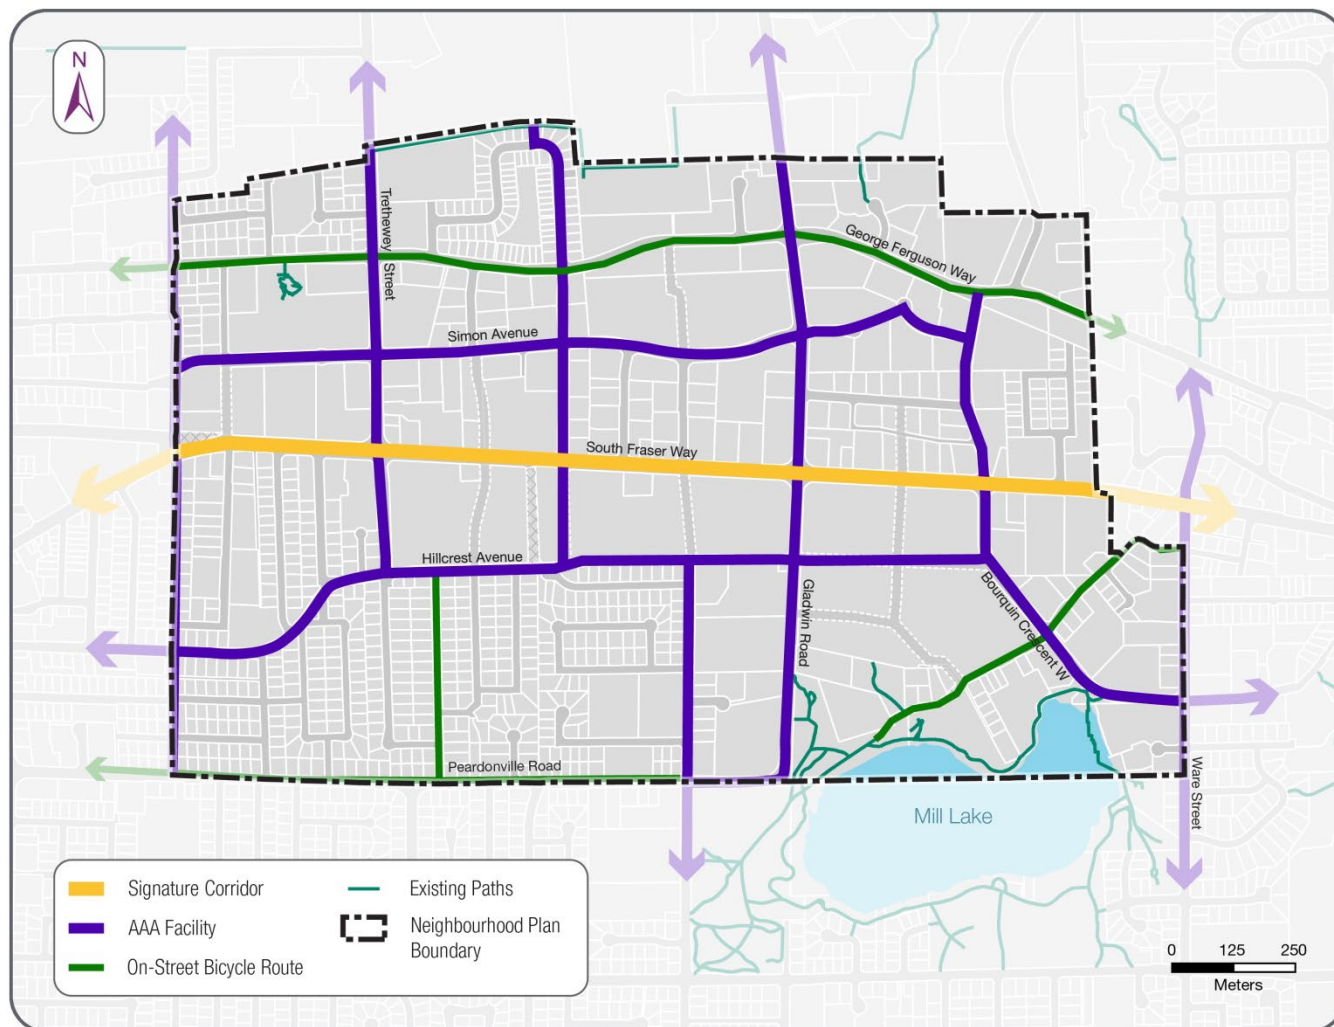 N
Trethewey Street
George Ferguson Way
Simon Avenue
South Fraser Way
Hillcrest Avenue
Gladwin Road
Bourquin Crescent W
Peardonville Road
Ware Street
Mill Lake
Signature Corridor
AAA Facility
On-Street Bicycle Route
Existing Paths
Neighbourhood Plan
Boundary
0 125 250
Meters